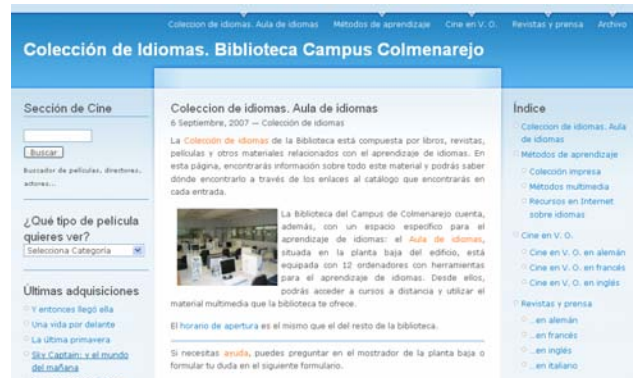 Coleccion de idiomas. Aula de idiomas
Métodos de aprendizaje
Cine en V. O.
Revistas y prensa
Archivo
Colección de Idiomas. Biblioteca Campus Colmenarejo
Sección de Cine
Buscar
Buscador de películas, directores,
actores...
¿Qué tipo de película
quieres ver?
Selecciona Categoría
Últimas adquisiciones
Y entonces llegó ella
Una vida por delante
La última primavera
Sky Captain: y el mundo
del mañana
Coleccion de idiomas. Aula de idiomas
6 Septiembre, 2007 — Colección de idiomas
La Colección de idiomas de la Biblioteca está compuesta por libros, revistas,
películas y otros materiales relacionados con el aprendizaje de idiomas. En
esta página, encontrarás información sobre todo este material y podrás saber
dónde encontrarlo a través de los enlaces al catálogo que encontrarás en
cada entrada.
La Biblioteca del Campus de Colmenarejo cuenta,
además, con un espacio específico para el
aprendizaje de idiomas: el Aula de idiomas,
situada en la planta baja del edificio, está
equipada con 12 ordenadores con herramientas
para el aprendizaje de idiomas. Desde ellos,
podrás acceder a cursos a distancia y utilizar el
material multimedia que la biblioteca te ofrece.
El horario de apertura es el mismo que el del resto de la biblioteca.
Si necesitas ayuda, puedes preguntar en el mostrador de la planta baja o
formular tu duda en el siguiente formulario.
Índice
Coleccion de idiomas. Aula
de idiomas
Métodos de aprendizaje
Colección impresa
Métodos multimedia
Recursos en Internet
sobre idiomas
Cine en V. O.
Cine en V. O. en alemán
Cine en V. O. en francés
Cine en V. O. en inglés
Revistas y prensa
...en alemán
...en francés
...en inglés
...en italiano